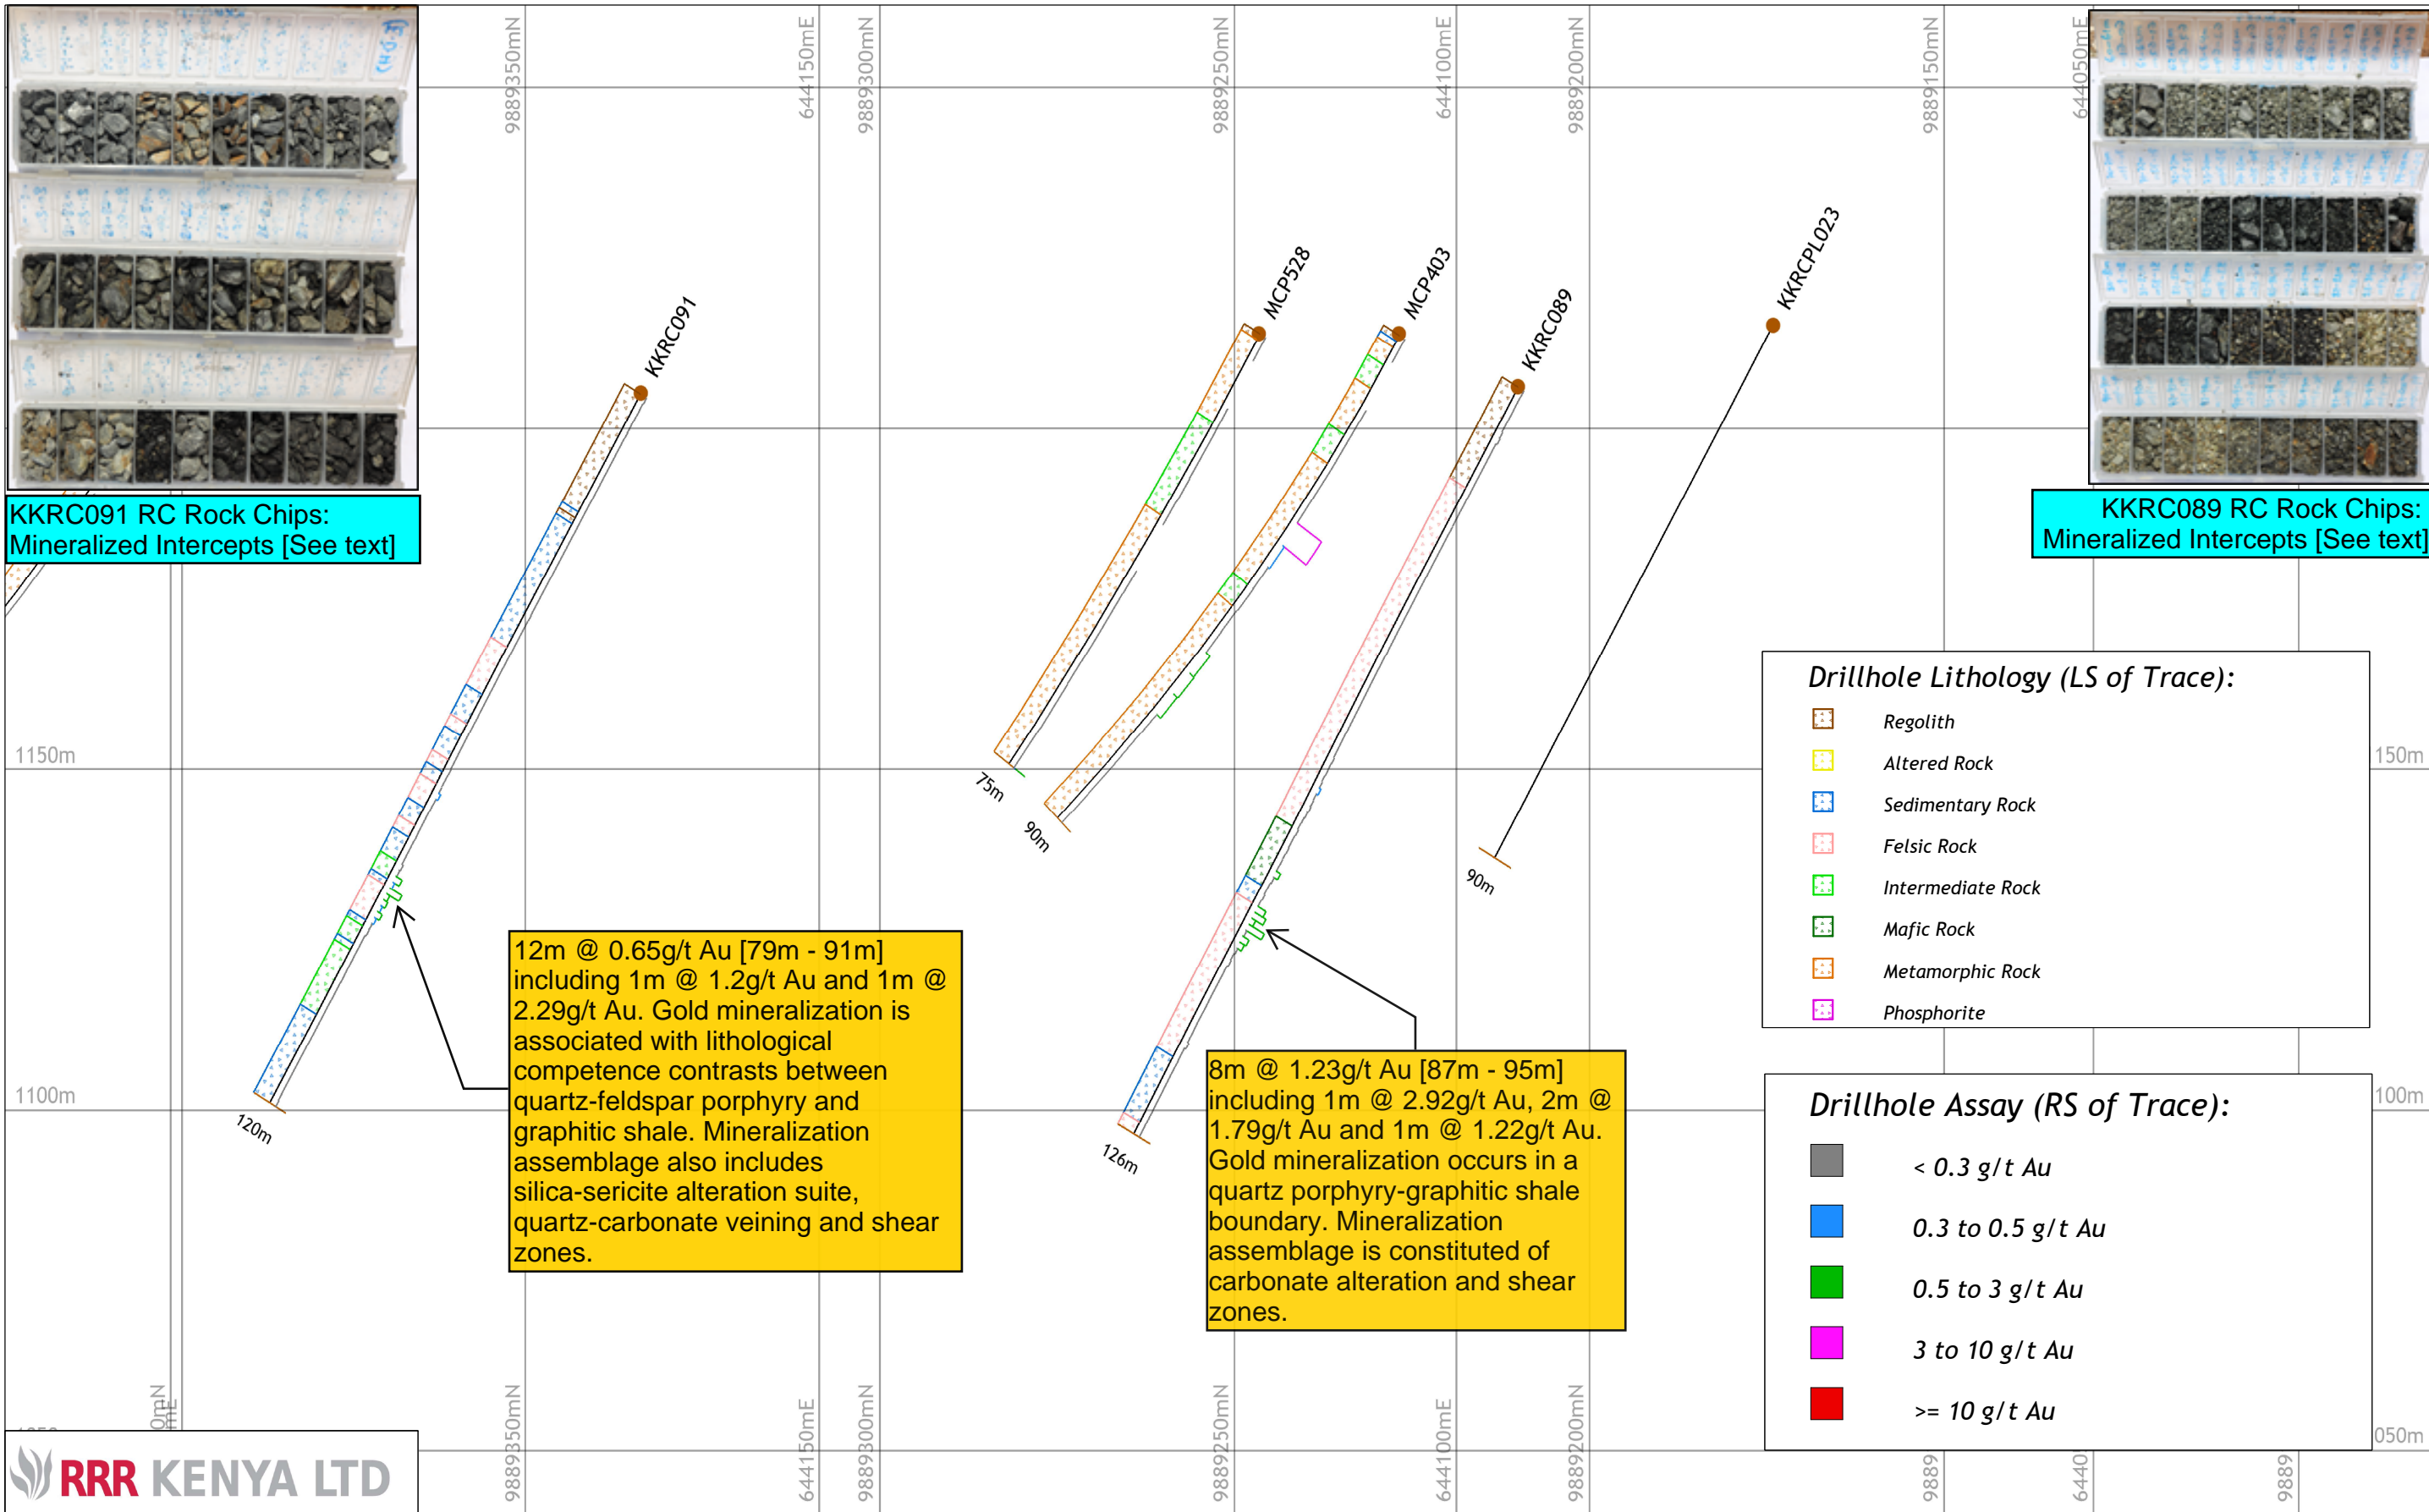 9889350mN
644150mE
9889300mN
9889250mN
644100mE
9889200mN
9889150mN
644050mE
KKRC091 RC Rock Chips:
Mineralized Intercepts [See text]
KKRC089 RC Rock Chips:
Mineralized Intercepts [See text]
KKRC091
MCP528
MCP403
KKRC089
KKRCPL023
1150m
150m
75m
90m
90m
120m
126m
1100m
100m
12m @ 0.65g/t Au [79m - 91m]
including 1m @ 1.2g/t Au and 1m @
2.29g/t Au. Gold mineralization is
associated with lithological
competence contrasts between
quartz-feldspar porphyry and
graphitic shale. Mineralization
assemblage also includes
silica-sericite alteration suite,
quartz-carbonate veining and shear
zones.
8m @ 1.23g/t Au [87m - 95m]
including 1m @ 2.92g/t Au, 2m @
1.79g/t Au and 1m @ 1.22g/t Au.
Gold mineralization occurs in a
quartz porphyry-graphitic shale
boundary. Mineralization
assemblage is constituted of
carbonate alteration and shear
zones.
Drillhole Lithology (LS of Trace):
Regolith
Altered Rock
Sedimentary Rock
Felsic Rock
Intermediate Rock
Mafic Rock
Metamorphic Rock
Phosphorite
Drillhole Assay (RS of Trace):
< 0.3 g/t Au
0.3 to 0.5 g/t Au
0.5 to 3 g/t Au
3 to 10 g/t Au
>= 10 g/t Au
050m
0mN
mE
9889350mN
644150mE
9889300mN
9889250mN
644100mE
9889200mN
9889
6440
9889
RRR KENYA LTD